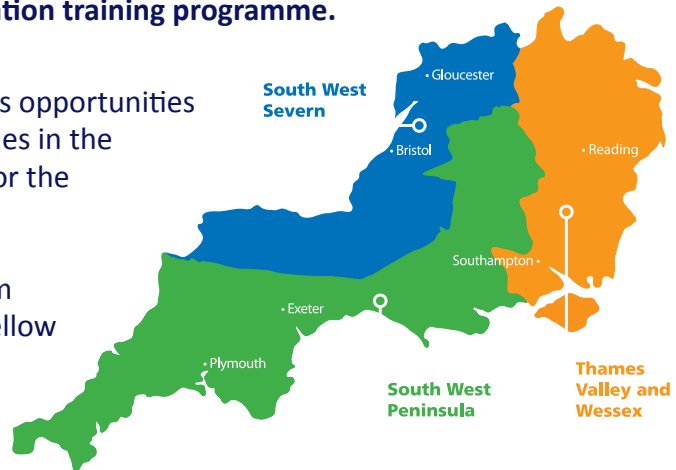 ation training programme.
s opportunities
es in the
or the
m
ellow
South West
Severn
• Gloucester
• Bristol
• Reading
Southampton •
• Exeter
• Plymouth
South West
Peninsula
Thames
Valley and
Wessex